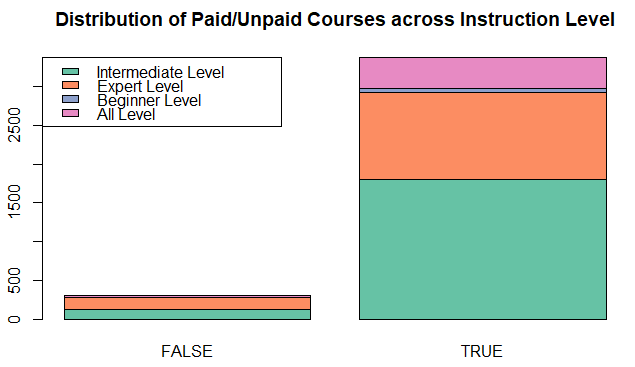 Distribution of Paid/Unpaid Courses across Instruction Level
Intermediate Level
Expert Level
Beginner Level
All Level
2500
1500
500
0
FALSE TRUE